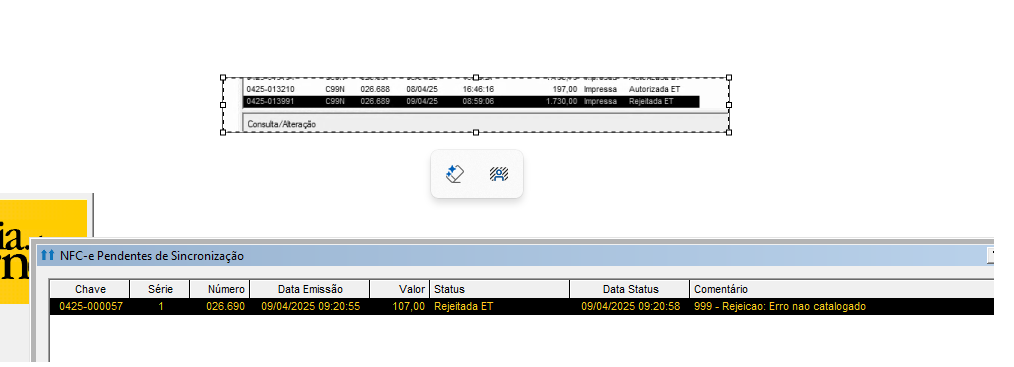 0425-013210 C99N 026.688 08/04/25 16:46:16 197,00 Impressa Autorizada ET
0425-013991 C99N 026.689 09/04/25 08:59:06 1.730,00 Impressa Rejeitada ET
Consulta/Alteração
ia.
rn
NFC-e Pendentes de Sincronização
Chave Série Número Data Emissão Valor Status Data Status Comentário
0425-000057 1 026.690 09/04/2025 09:20:55 107,00 Rejeitada ET 09/04/2025 09:20:58 999 - Rejeicao: Erro nao catalogado